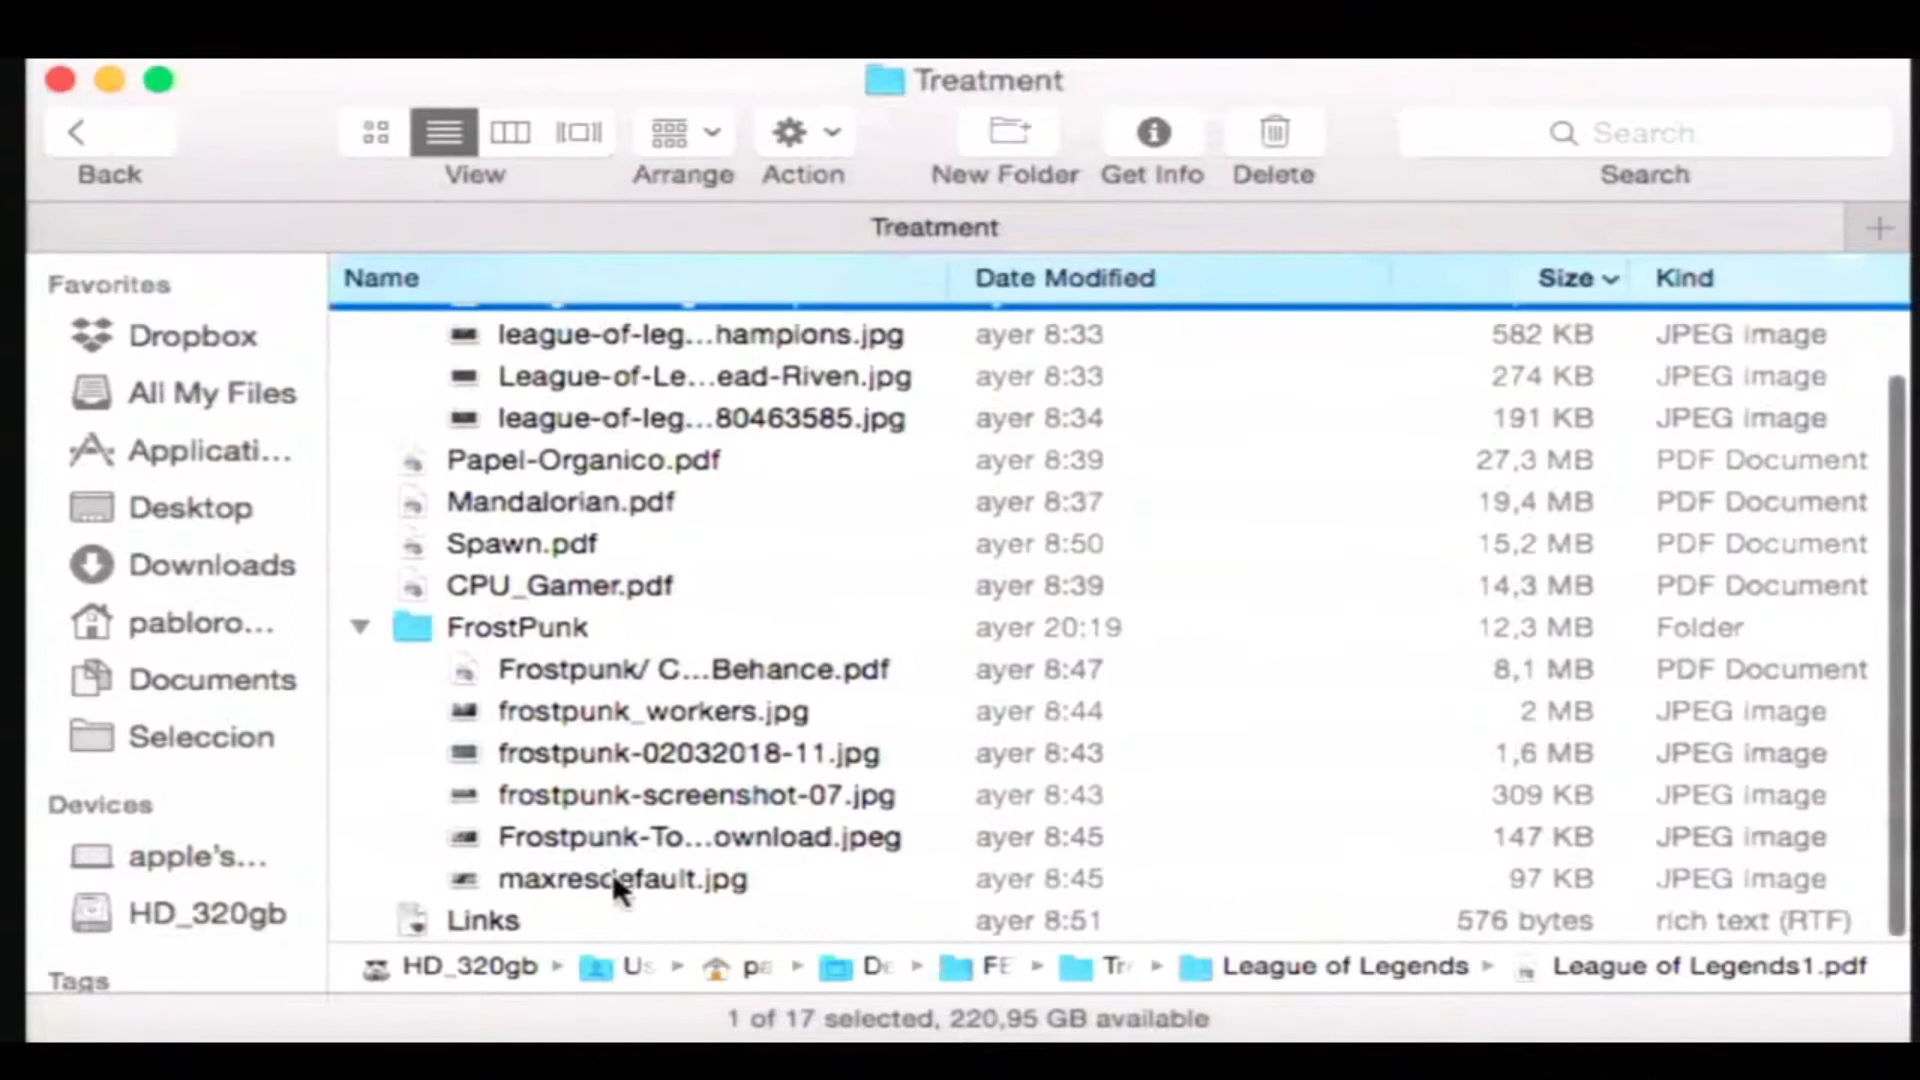 Treatment
Back
View
Arrange
Action
New Folder
Get Info
Delete
Search
Search
Treatment
Favorites
Dropbox
All My Files
Applicati...
Desktop
Downloads
pabloro...
Documents
Seleccion
Devices
apple's...
HD_320gb
Tags
Name Date Modified Size Kind
league-of-leg...hampions.jpg ayer 8:33 582 KB JPEG image
League-of-Le...ead-Riven.jpg ayer 8:33 274 KB JPEG image
league-of-leg...80463585.jpg ayer 8:34 191 KB JPEG image
Papel-Organico.pdf ayer 8:39 27,3 MB PDF Document
Mandalorian.pdf ayer 8:37 19,4 MB PDF Document
Spawn.pdf ayer 8:50 15,2 MB PDF Document
CPU_Gamer.pdf ayer 8:39 14,3 MB PDF Document
FrostPunk ayer 20:19 12,3 MB Folder
Frostpunk/ C...Behance.pdf ayer 8:47 8,1 MB PDF Document
frostpunk_workers.jpg ayer 8:44 2 MB JPEG image
frostpunk-02032018-11.jpg ayer 8:43 1,6 MB JPEG image
frostpunk-screenshot-07.jpg ayer 8:43 309 KB JPEG image
Frostpunk-To...ownload.jpeg ayer 8:45 147 KB JPEG image
maxresdefault.jpg ayer 8:45 97 KB JPEG image
Links ayer 8:51 576 bytes rich text (RTF)
HD_320gb Us pa De FE Tr League of Legends League of Legends1.pdf
1 of 17 selected, 220,95 GB available